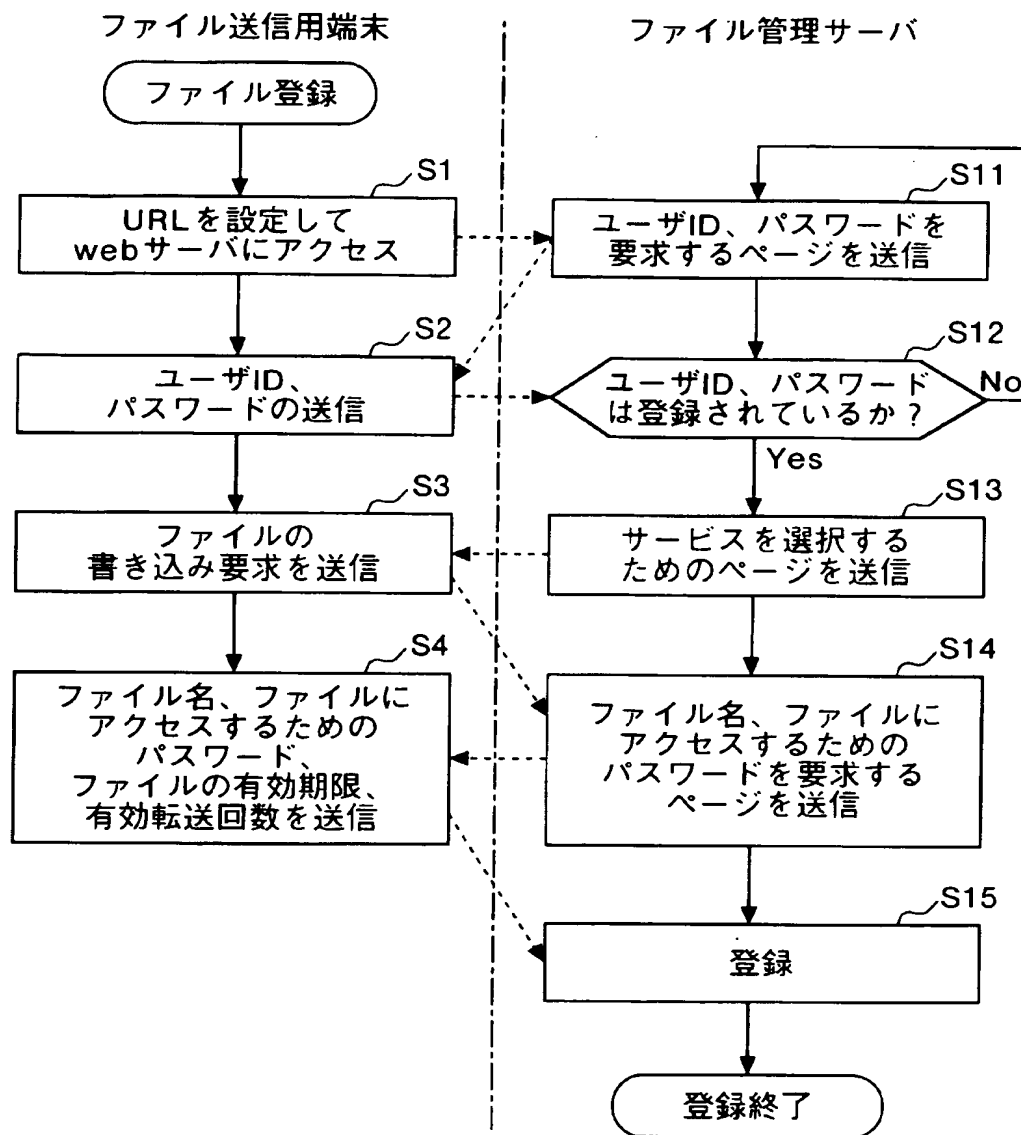 ファイル送信用端末
ファイル登録
S1
URLを設定して
webサーバにアクセス
S2
ユーザID、
パスワードの送信
S3
ファイルの
書き込み要求を送信
S4
ファイル名、ファイルに
アクセスするための
パスワード、
ファイルの有効期限、
有効転送回数を送信
ファイル管理サーバ
S11
ユーザID、パスワードを
要求するページを送信
S12
ユーザID、パスワード
は登録されているか？
No
Yes
S13
サービスを選択する
ためのページを送信
S14
ファイル名、ファイルに
アクセスするための
パスワードを要求する
ページを送信
S15
登録
登録終了